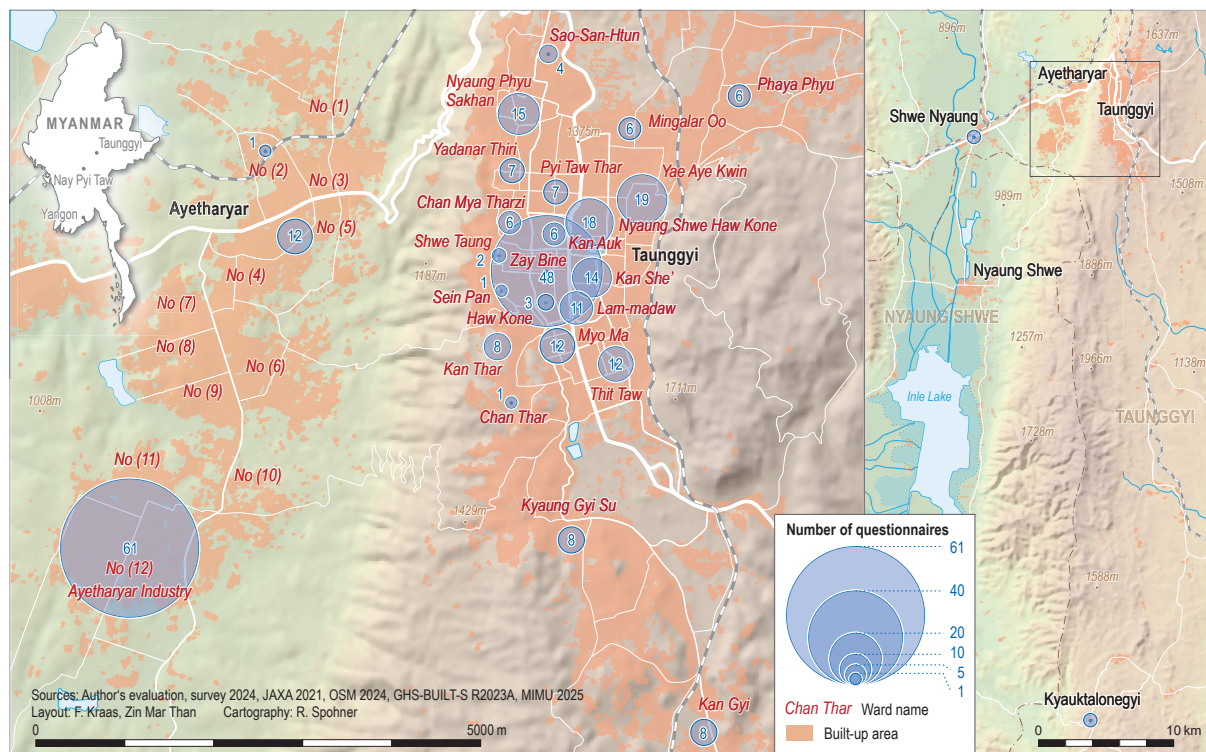 MYANMAR
Taunggyi
Nay Pyi Taw
Yangon
No (1)
1
No (2)
No (3)
Ayetharyar
12
No (5)
No (4)
No (7)
No (8)
No (6)
No (9)
1008m
No (11)
No (10)
61
No (12)
Ayetharyar Industry
1187m
1429m
Sao-San-Htun
4
Nyaung Phyu
Sakhan
15
Phaya Phyu
6
1375m
6
Mingalar Oo
Yadanar Thiri
7
Pyi Taw Thar
7
Yae Aye Kwin
19
Chan Mya Tharzi
6
18
Nyaung Shwe Haw Kone
6
Kan Auk
Shwe Taung
2
Zay Bine
48
Taunggyi
14
Kan She'
1
Sein Pan
3
11
Lam-madaw
Haw Kone
Myo Ma
12
8
Kan Thar
12
Thit Taw
1
Chan Thar
1711m
Kyaung Gyi Su
8
Kan Gyi
8
Sources: Author's evaluation, survey 2024, JAXA 2021, OSM 2024, GHS-BUILT-S R2023A, MIMU 2025
Layout: F. Kraas, Zin Mar Than Cartography: R. Spohner
0 5000 m
Number of questionnaires
61
40
20
10
5
1
Chan Thar Ward name
Built-up area
896m
1637m
Ayetharyar
Taunggyi
Shwe Nyaung
989m
1508m
Nyaung Shwe
1886m
NYAUNG SHWE
1257m
1966m
1138m
Inle Lake
TAUNGGYI
1728m
1588m
Kyauktalonegyi
0 10 km